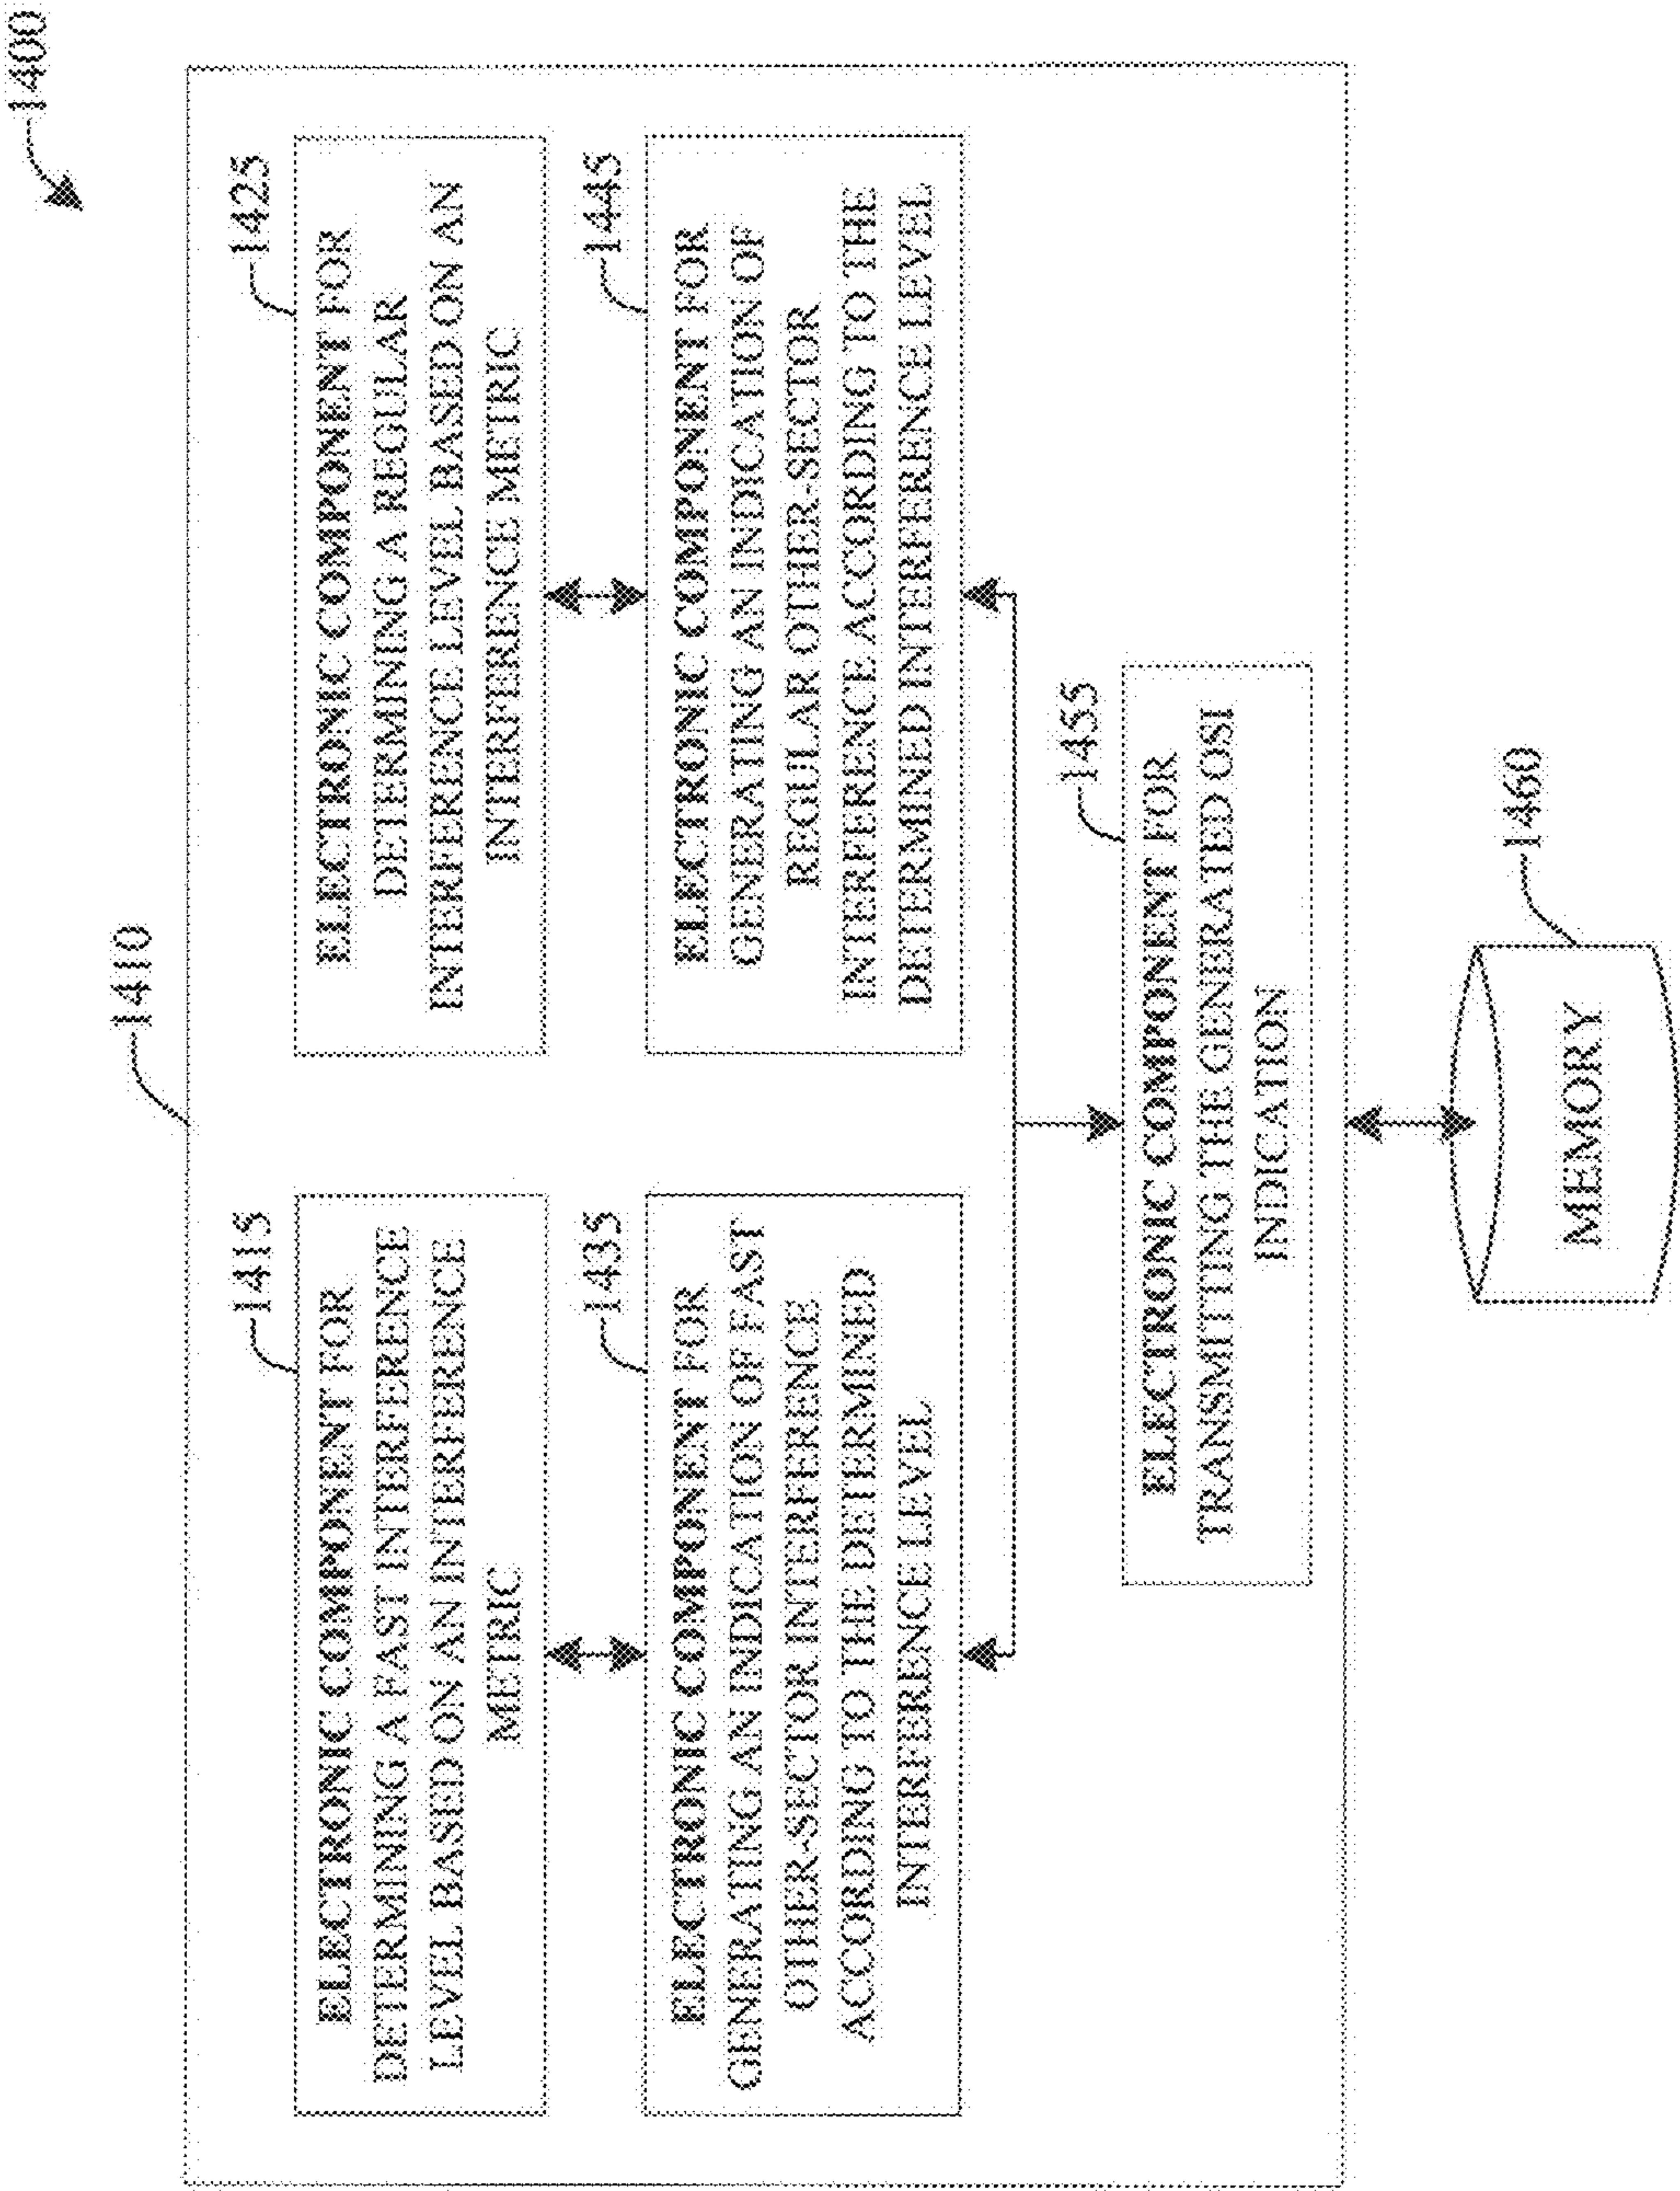 1400
1410
1415
ELECTRONIC COMPONENT FOR
DETERMINING A FAST INTERFERENCE
LEVEL BASED ON AN INTERFERENCE
METRIC
1425
ELECTRONIC COMPONENT FOR
DETERMINING A REGULAR
INTERFERENCE LEVEL BASED ON AN
INTERFERENCE METRIC
1435
ELECTRONIC COMPONENT FOR
GENERATING AN INDICATION OF FAST
OTHER-SECTOR INTERFERENCE
ACCORDING TO THE DETERMINED
INTERFERENCE LEVEL
1445
ELECTRONIC COMPONENT FOR
GENERATING AN INDICATION OF
REGULAR OTHER-SECTOR
INTERFERENCE ACCORDING TO THE
DETERMINED INTERFERENCE LEVEL
1455
ELECTRONIC COMPONENT FOR
TRANSMITTING THE GENERATED OSI
INDICATION
1460
MEMORY